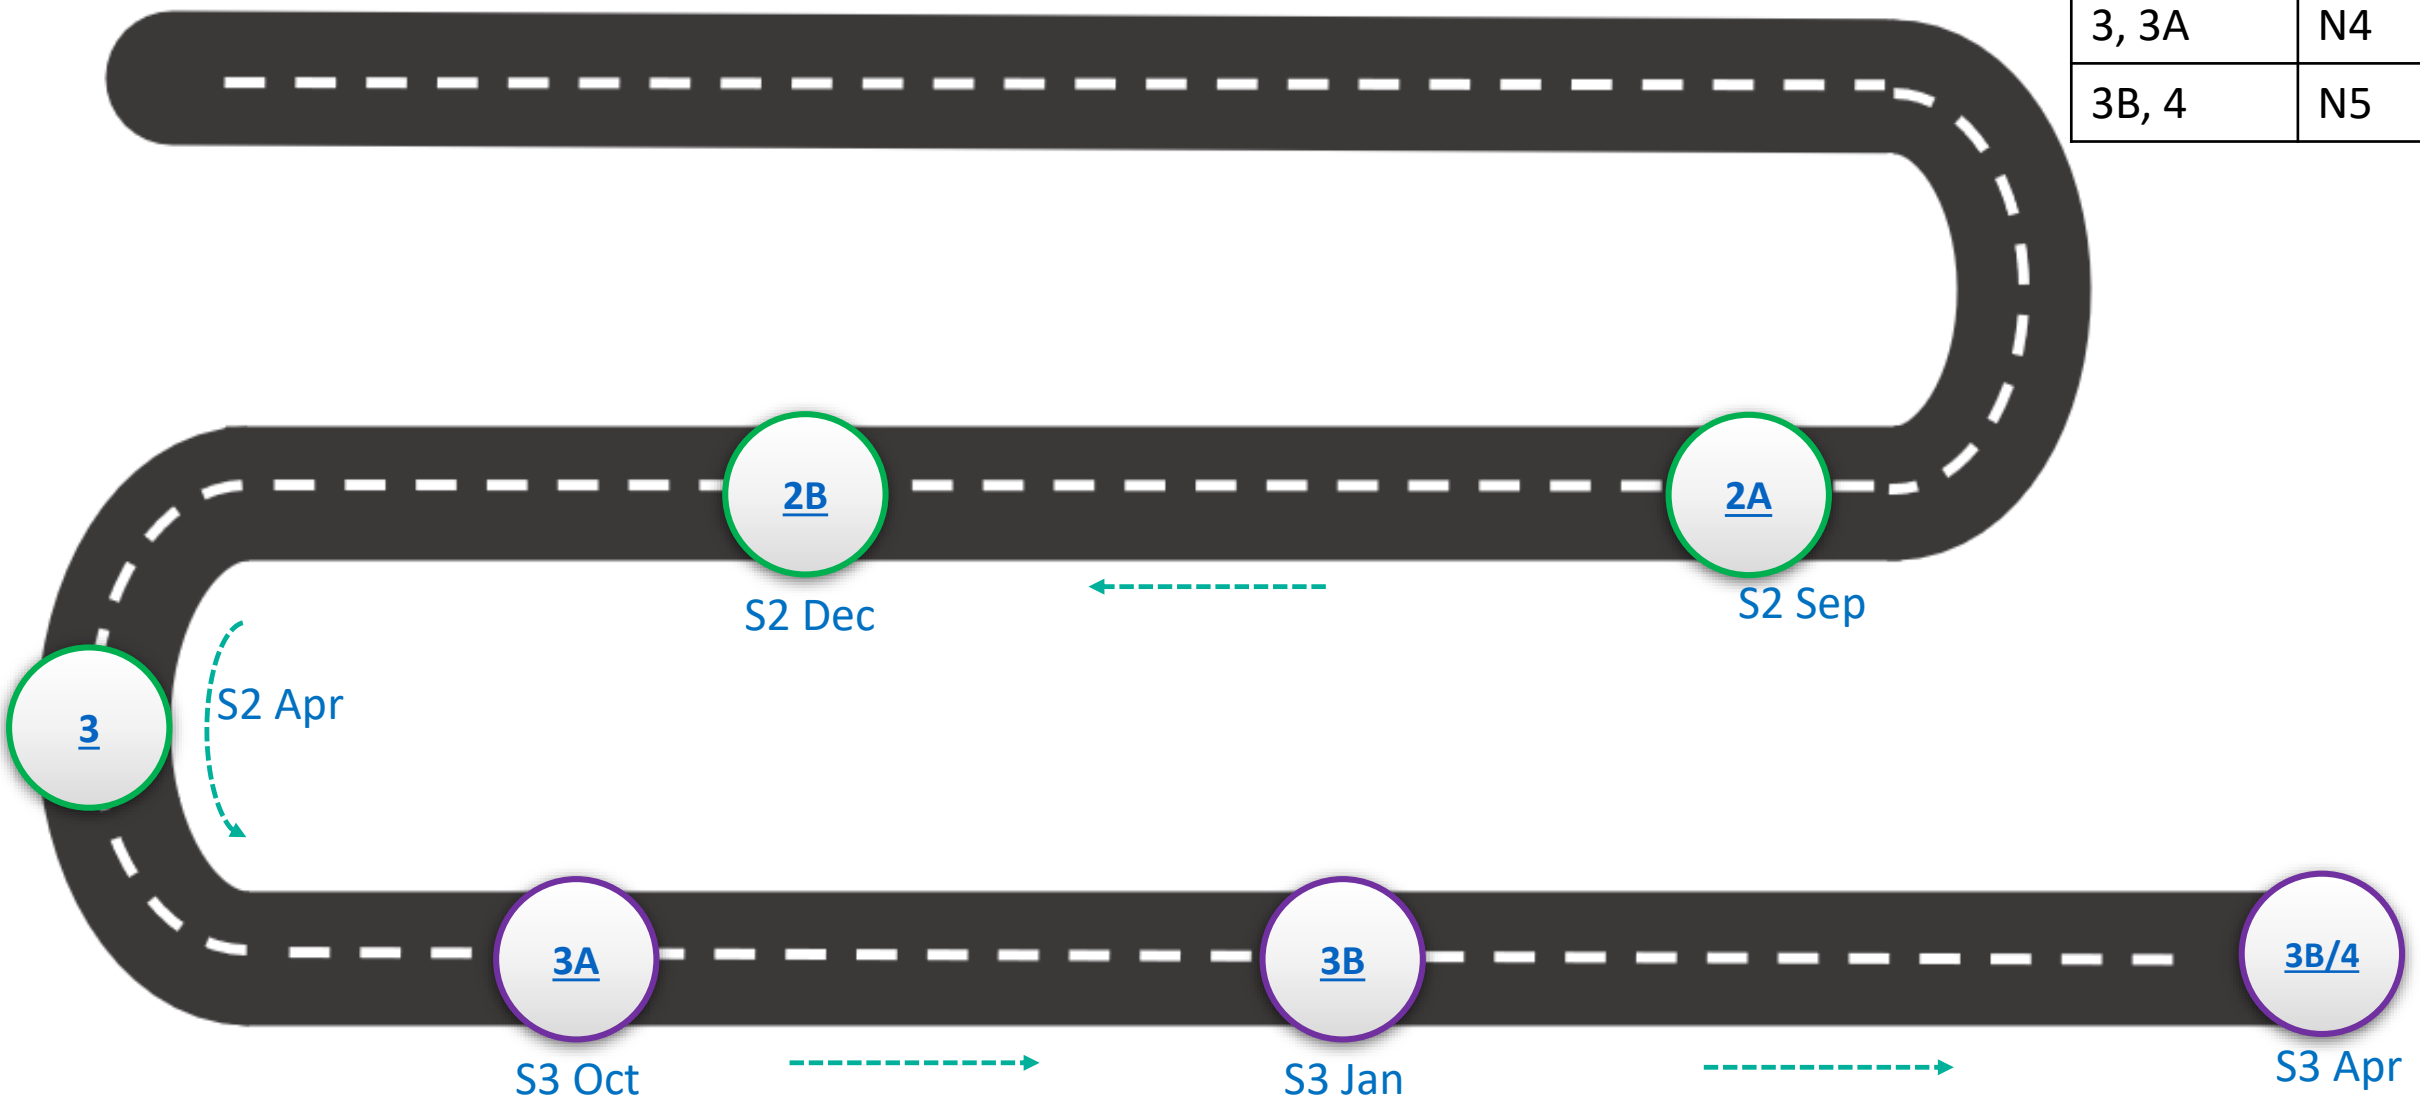 3, 3A N4
3B, 4 N5
2B
2A
S2 Dec
S2 Sep
3
S2 Apr
3A
3B
3B/4
S3 Oct
S3 Jan
S3 Apr